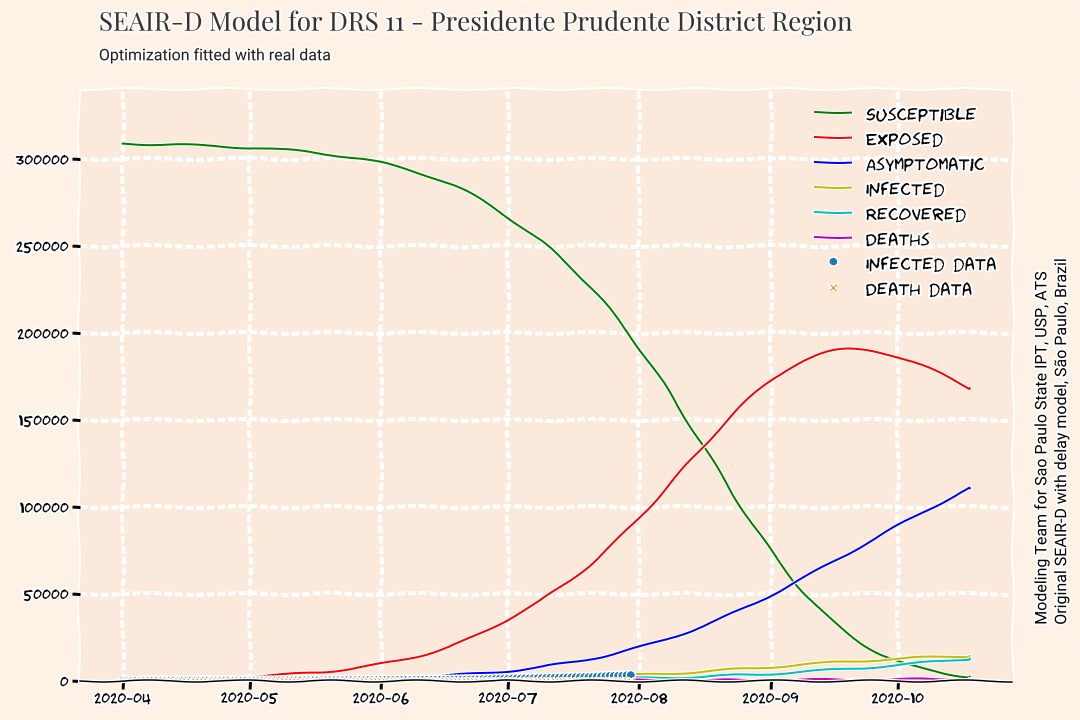 SEAIR-D Model for DRS 11 - Presidente Prudente District Region
Optimization fitted with real data
SUSCEPTIBLE
EXPOSED
ASYMPTOMATIC
INFECTED
RECOVERED
DEATHS
INFECTED DATA
DEATH DATA
300000
250000
200000
150000
100000
50000
0
2020-04
2020-05
2020-06
2020-07
2020-08
2020-09
2020-10
Modeling Team for Sao Paulo State IPT, USP, ATS
Original SEAIR-D with delay model, São Paulo, Brazil